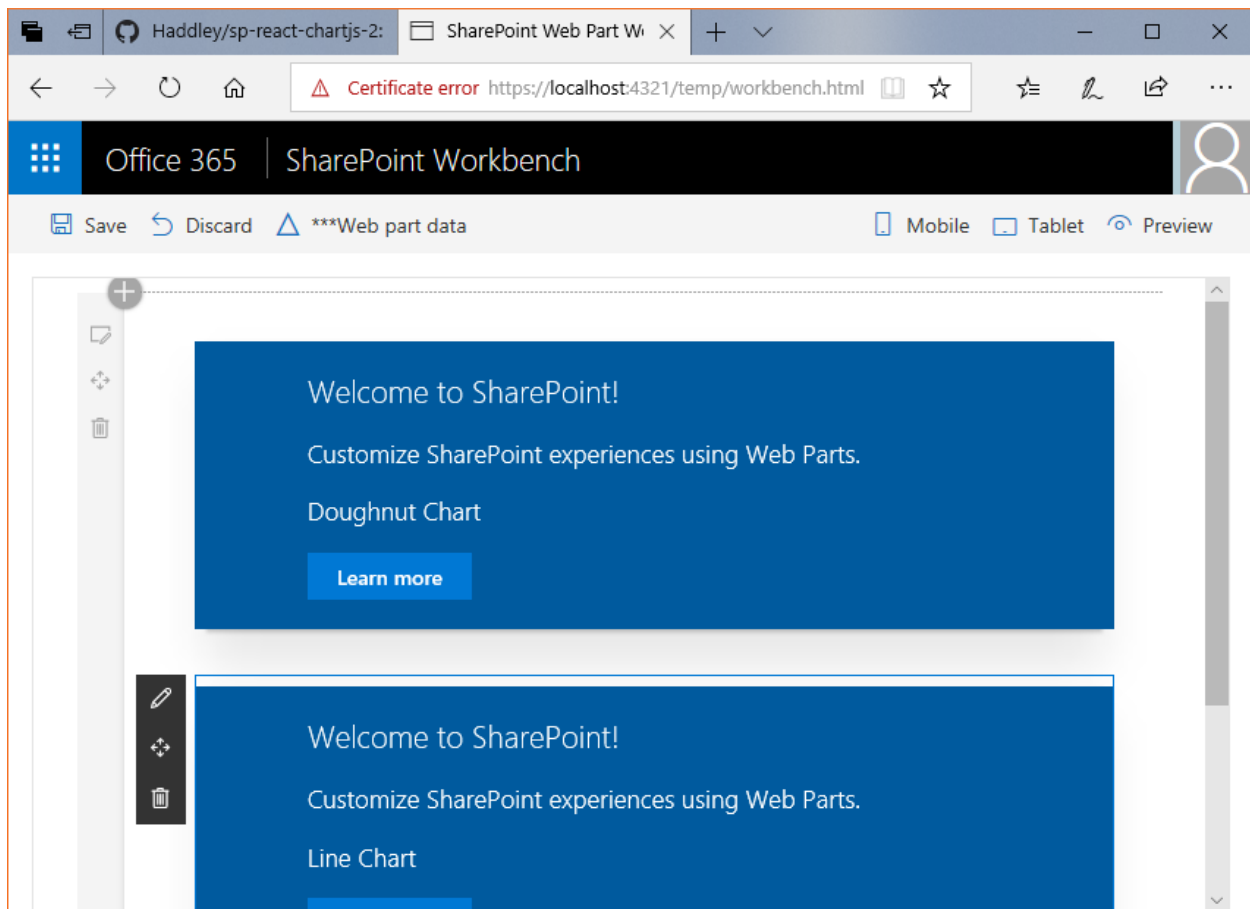 Haddley/sp-react-chartjs-2: SharePoint Web Part W
Certificate error https://localhost:4321/temp/workbench.html
Office 365 SharePoint Workbench
Save Discard ***Web part data Mobile Tablet Preview
Welcome to SharePoint!
Customize SharePoint experiences using Web Parts.
Doughnut Chart
Learn more
Welcome to SharePoint!
Customize SharePoint experiences using Web Parts.
Line Chart